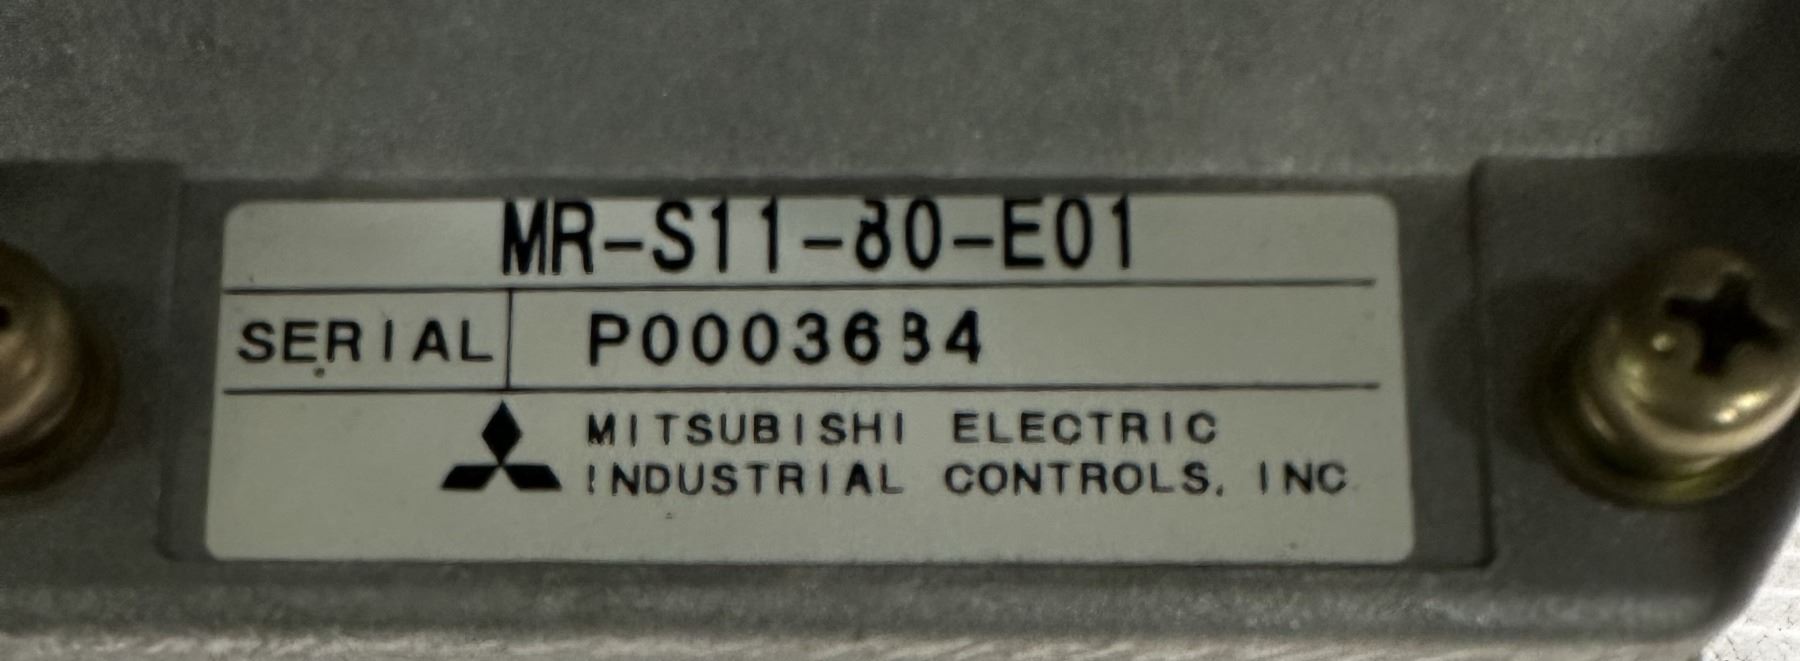 MR-S11-80-E01
SERIAL P0003684
MITSUBISHI ELECTRIC
INDUSTRIAL CONTROLS, INC